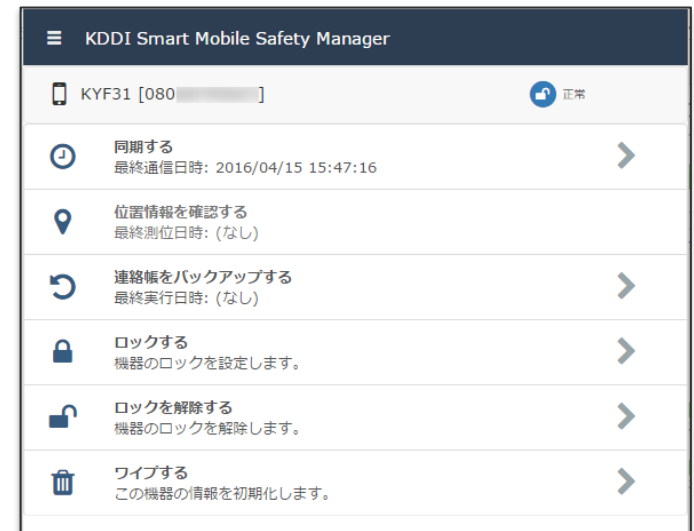 KDDI Smart Mobile Safety Manager
KYF31 [080 ]
正常
同期する
最終通信日時: 2016/04/15 15:47:16
位置情報を確認する
最終測位日時: (なし)
連絡帳をバックアップする
最終実行日時: (なし)
ロックする
機器のロックを設定します。
ロックを解除する
機器のロックを解除します。
ワイプする
この機器の情報を初期化します。